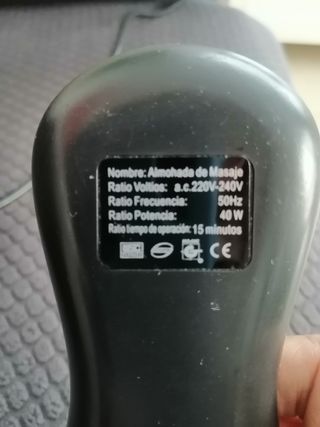 Nombre: Almohada de Masaje
Ratio Voltios: a.c.220V-240V
Ratio Frecuencia: 50Hz
Ratio Potencia: 40 W
Ratio tiempo de operación: 15 minutos
CE